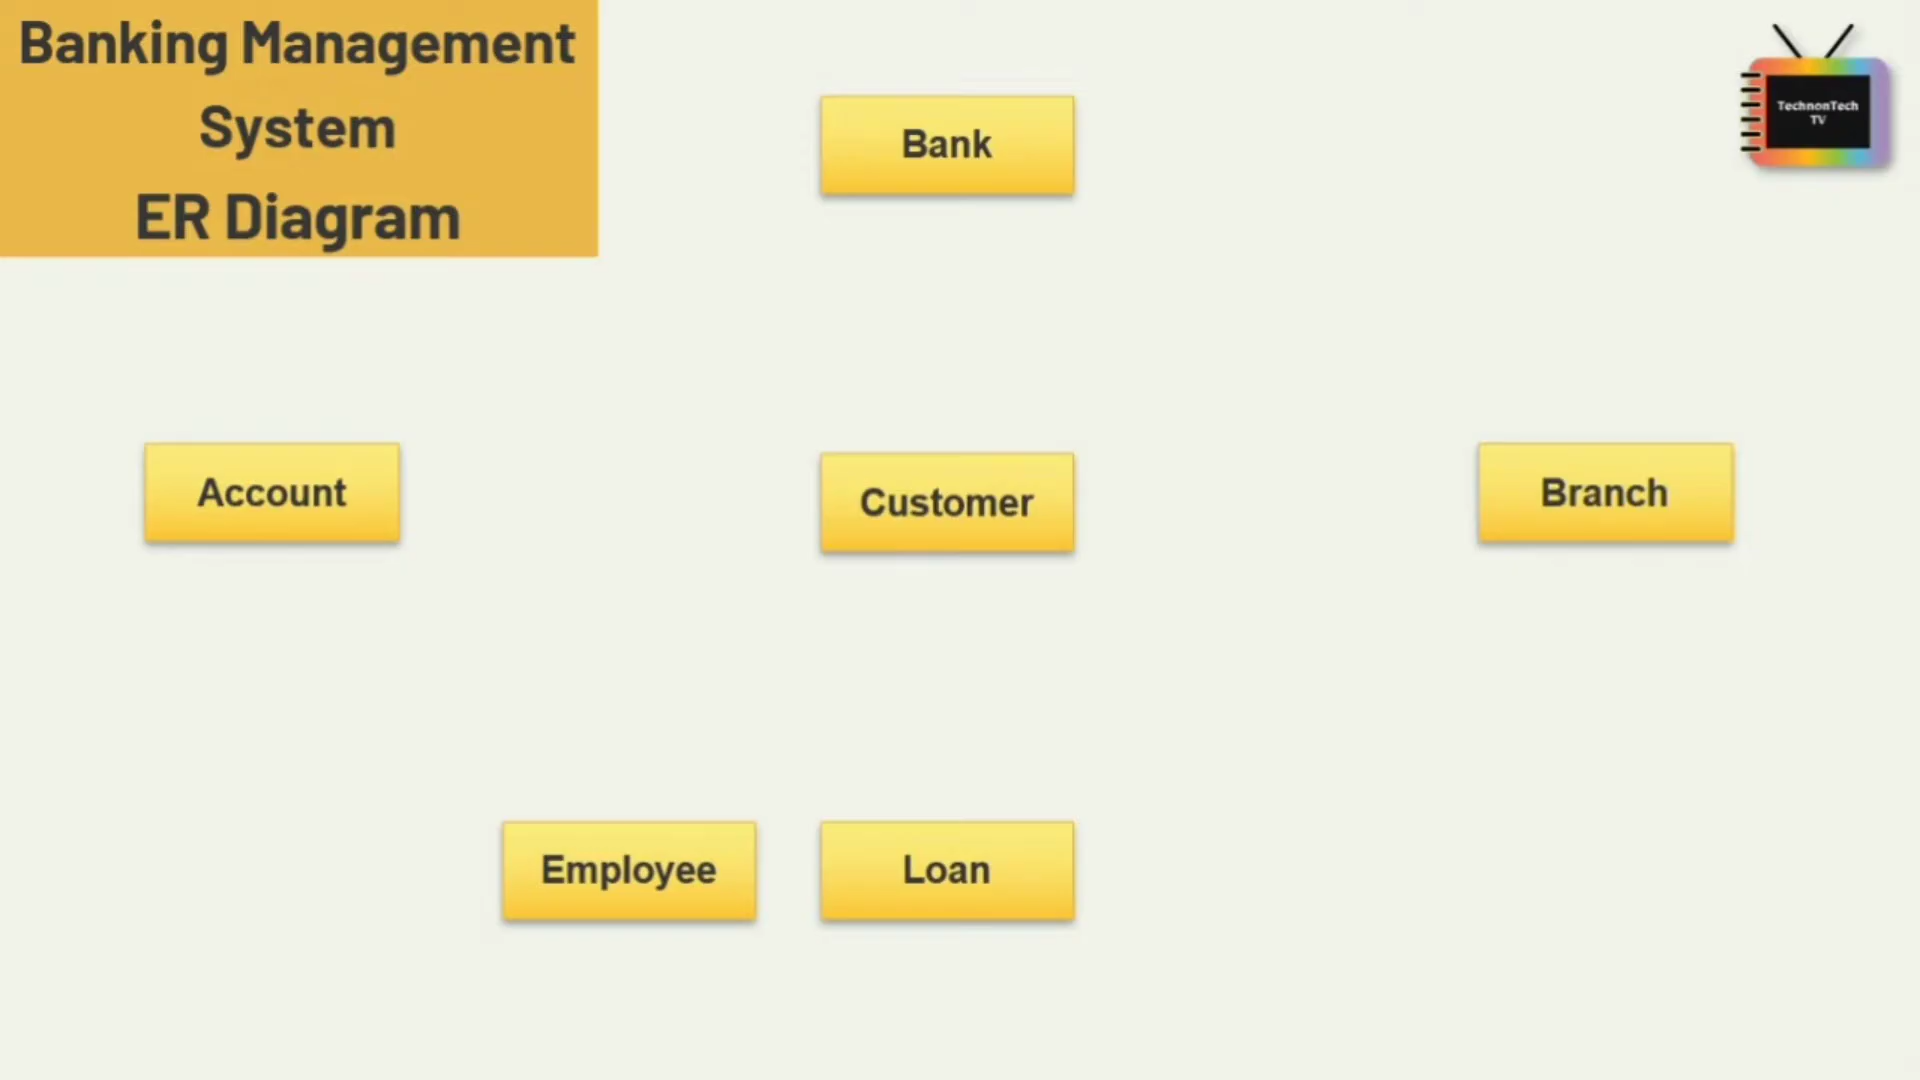 Banking Management
System
ER Diagram
TechnonTech
TV
Bank
Account
Customer
Branch
Employee
Loan